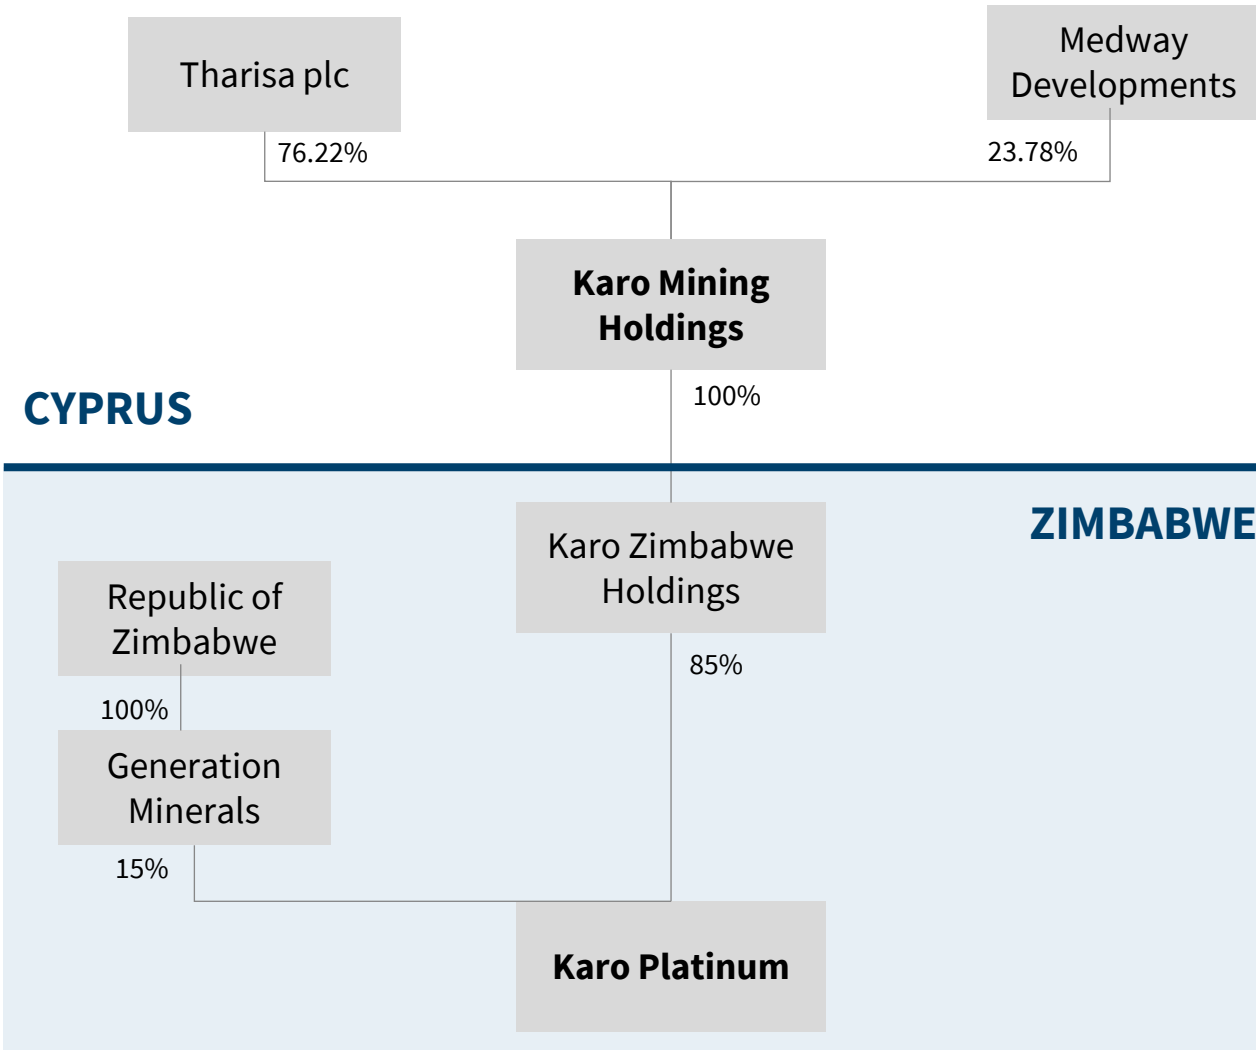 Tharisa plc
Medway
Developments
76.22%
23.78%
Karo Mining
Holdings
100%
CYPRUS
ZIMBABWE
Karo Zimbabwe
Holdings
85%
Republic of
Zimbabwe
100%
Generation
Minerals
15%
Karo Platinum